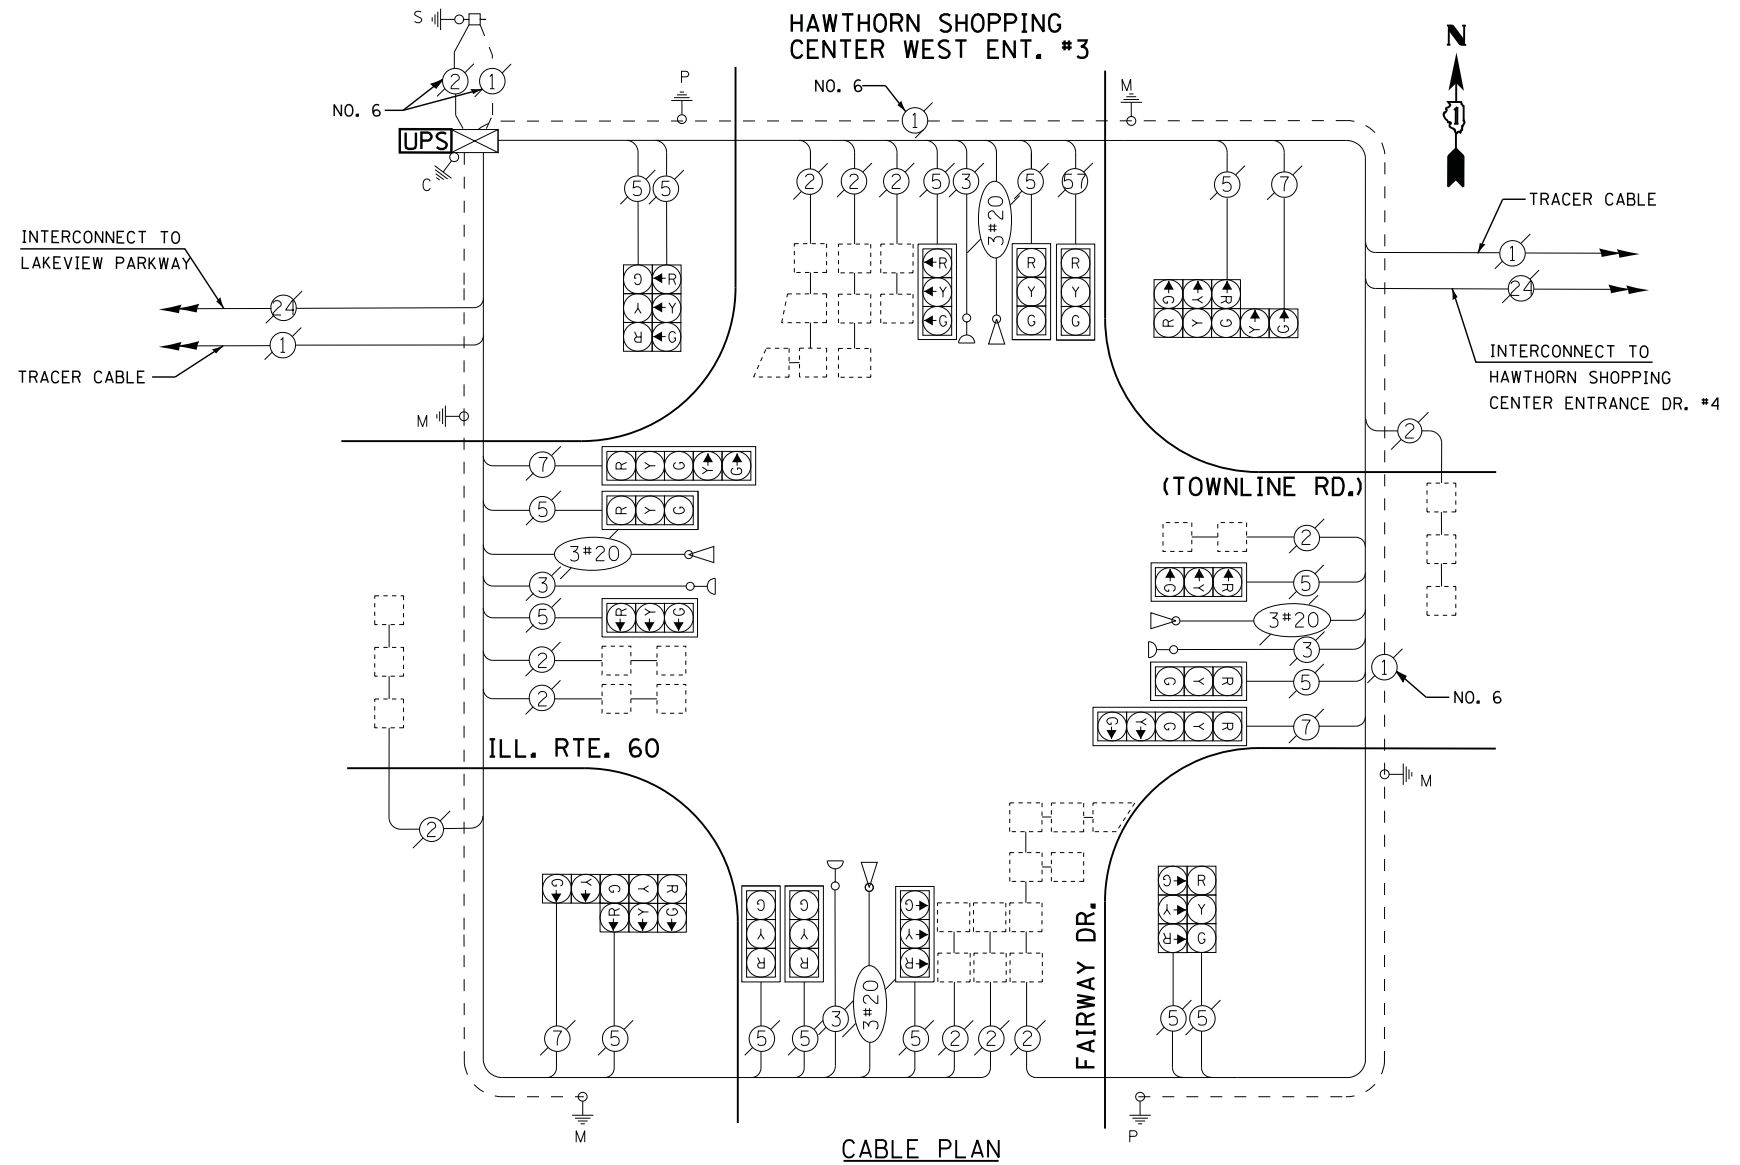 HAWTHORN SHOPPING
CENTER WEST ENT. #3
S
2
1
NO. 6
UPS
C
P
NO. 6
1
M
N
1
TRACER CABLE
1
24
INTERCONNECT TO
HAWTHORN SHOPPING
CENTER ENTRANCE DR. #4
INTERCONNECT TO
LAKEVIEW PARKWAY
24
1
TRACER CABLE
M
5 5
G R
Y Y
R G
2 2 2 5 3 3#20 5 57
R R R
Y Y Y
G G G
5 7
G Y R
R Y G Y G
2
(TOWNLINE RD.)
7 R Y G Y G
5 R Y G
3#20
3
5 R Y G
2
2
2
G Y R 5
3#20
3
G Y R 5
G Y G Y R 7
1
NO. 6
M
ILL. RTE. 60
2
G Y G Y R
R Y G
7 5
G G G
Y Y Y
R R R
5 5 3 3#20 5 2 2 2
FAIRWAY DR.
G R
Y Y
R G
5 5
M
P
CABLE PLAN